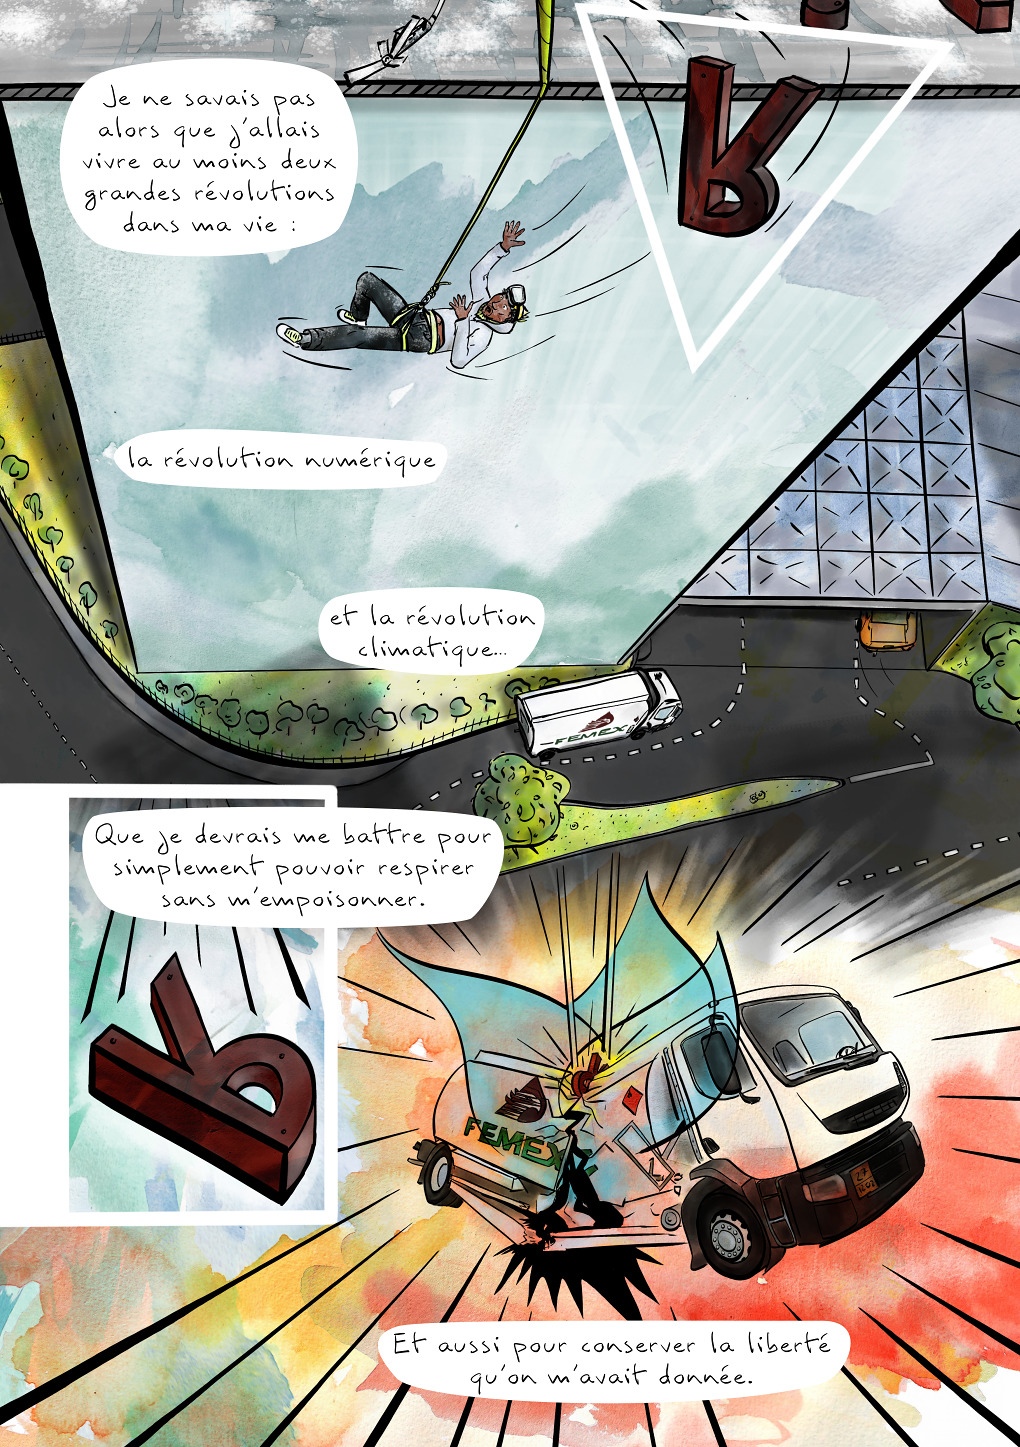 Je ne savais pas
alors que j'allais
vivre au moins deux
grandes révolutions
dans ma vie :
R
la révolution numérique
et la révolution
climatique...
FEMEX
Que je devrais me battre pour
simplement pouvoir respirer
sans m'empoisonner.
R
FEMEX
Et aussi pour conserver la liberté
qu'on m'avait donnée.